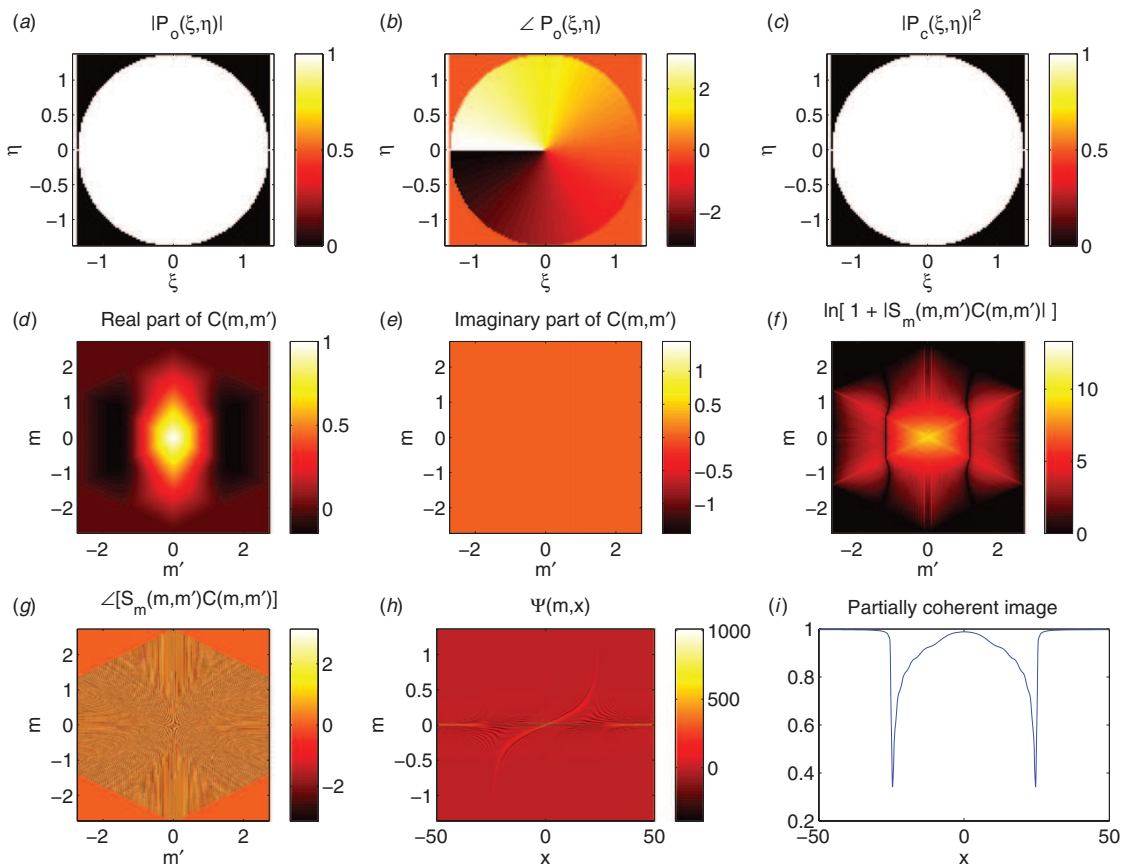 (a) |P_o(ξ,η)|
1
0.5
0
−0.5
−1
η
−1 0 1
ξ
1
0.5
0
(b) ∠ P_o(ξ,η)
1
0.5
0
−0.5
−1
η
−1 0 1
ξ
2
0
−2
(c) |P_c(ξ,η)|²
1
0.5
0
−0.5
−1
η
−1 0 1
ξ
1
0.5
0
(d) Real part of C(m,m′)
2
1
0
−1
−2
m
−2 0 2
m′
1
0.5
0
(e) Imaginary part of C(m,m′)
2
1
0
−1
−2
m
−2 0 2
m′
1
0.5
0
−0.5
−1
(f) ln[ 1 + |S_m(m,m′)C(m,m′)| ]
2
1
0
−1
−2
m
−2 0 2
m′
10
5
0
(g) ∠[S_m(m,m′)C(m,m′)]
2
1
0
−1
−2
m
−2 0 2
m′
2
0
−2
(h) Ψ(m,x)
1
0.5
0
−0.5
−1
m
−50 0 50
x
1000
500
0
(i) Partially coherent image
1
0.8
0.6
0.4
0.2
−50 0 50
x